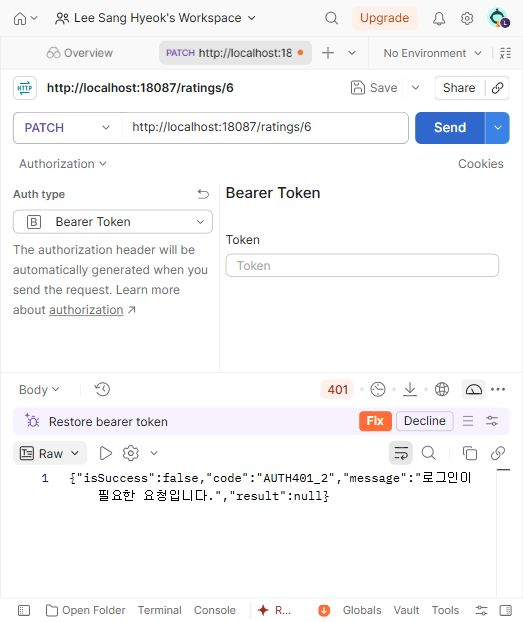 Lee Sang Hyeok's Workspace
Upgrade
L
Overview
PATCH http://localhost:18
No Environment
HTTP
http://localhost:18087/ratings/6
Save
Share
PATCH
http://localhost:18087/ratings/6
Send
Authorization
Cookies
Auth type
Bearer Token
B Bearer Token
Token
The authorization header will be
Token
automatically generated when you
send the request. Learn more
about authorization ↗
Body
401
Restore bearer token
Fix
Decline
Raw
1 {"isSuccess":false,"code":"AUTH401_2","message":"로그인이
필요한 요청입니다.","result":null}
Open Folder
Terminal
Console
R...
Globals
Vault
Tools